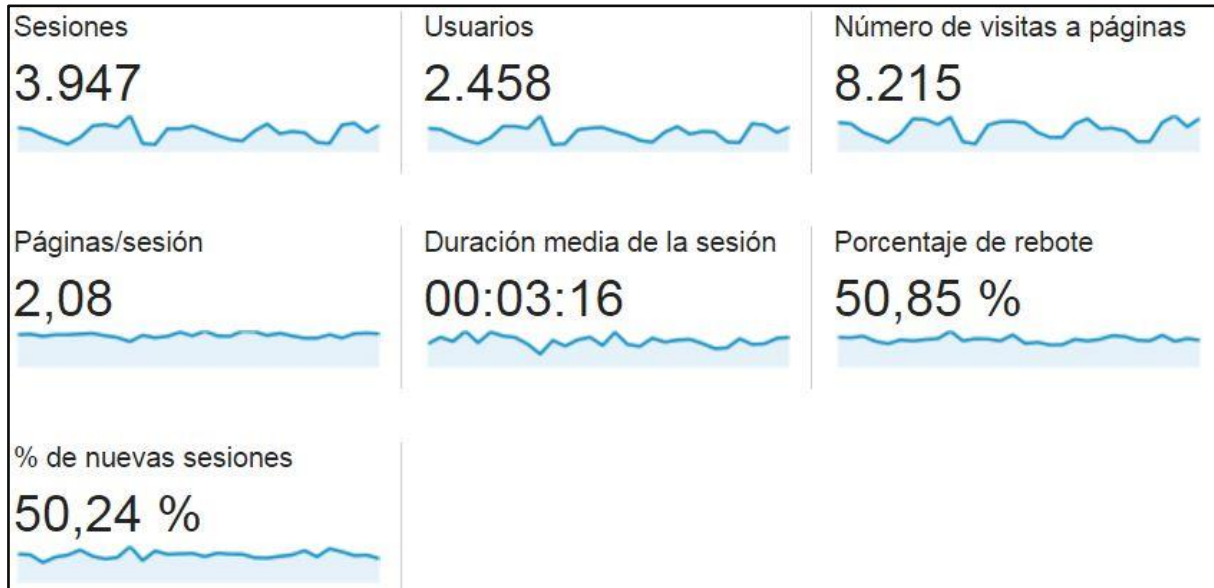 Sesiones
3.947
Usuarios
2.458
Número de visitas a páginas
8.215
Páginas/sesión
2,08
Duración media de la sesión
00:03:16
Porcentaje de rebote
50,85 %
% de nuevas sesiones
50,24 %